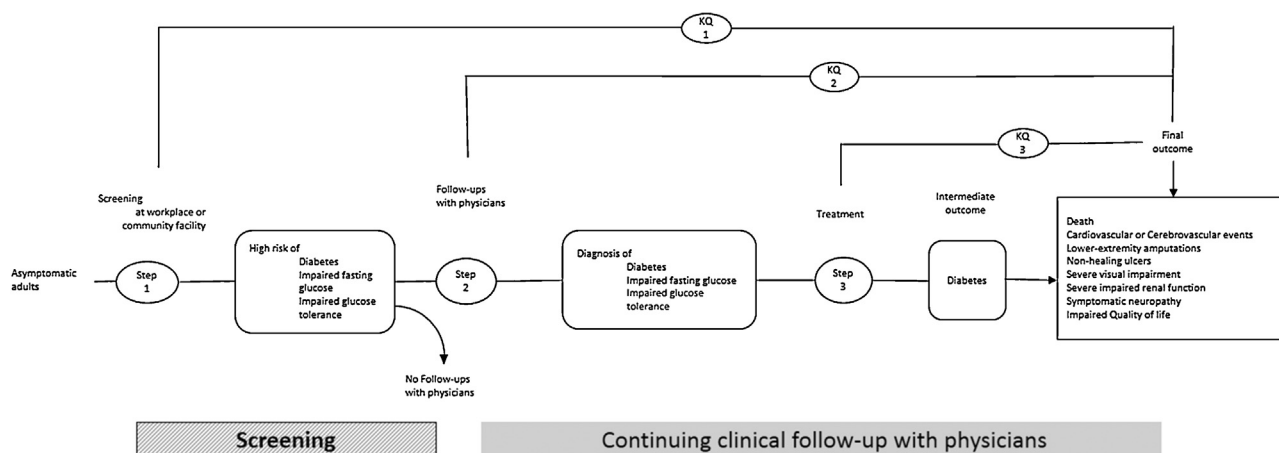 KQ
1
KQ
2
KQ
3
Final
outcome
Screening
at workplace or
community facility
Follow-ups
with physicians
Treatment
Intermediate
outcome
Asymptomatic
adults
Step
1
High risk of
Diabetes
Impaired fasting
glucose
Impaired glucose
tolerance
Step
2
Diagnosis of
Diabetes
Impaired fasting glucose
Impaired glucose
tolerance
Step
3
Diabetes
Death
Cardiovascular or Cerebrovascular events
Lower-extremity amputations
Non-healing ulcers
Severe visual impairment
Severe impaired renal function
Symptomatic neuropathy
Impaired Quality of life
No Follow-ups
with physicians
Screening
Continuing clinical follow-up with physicians